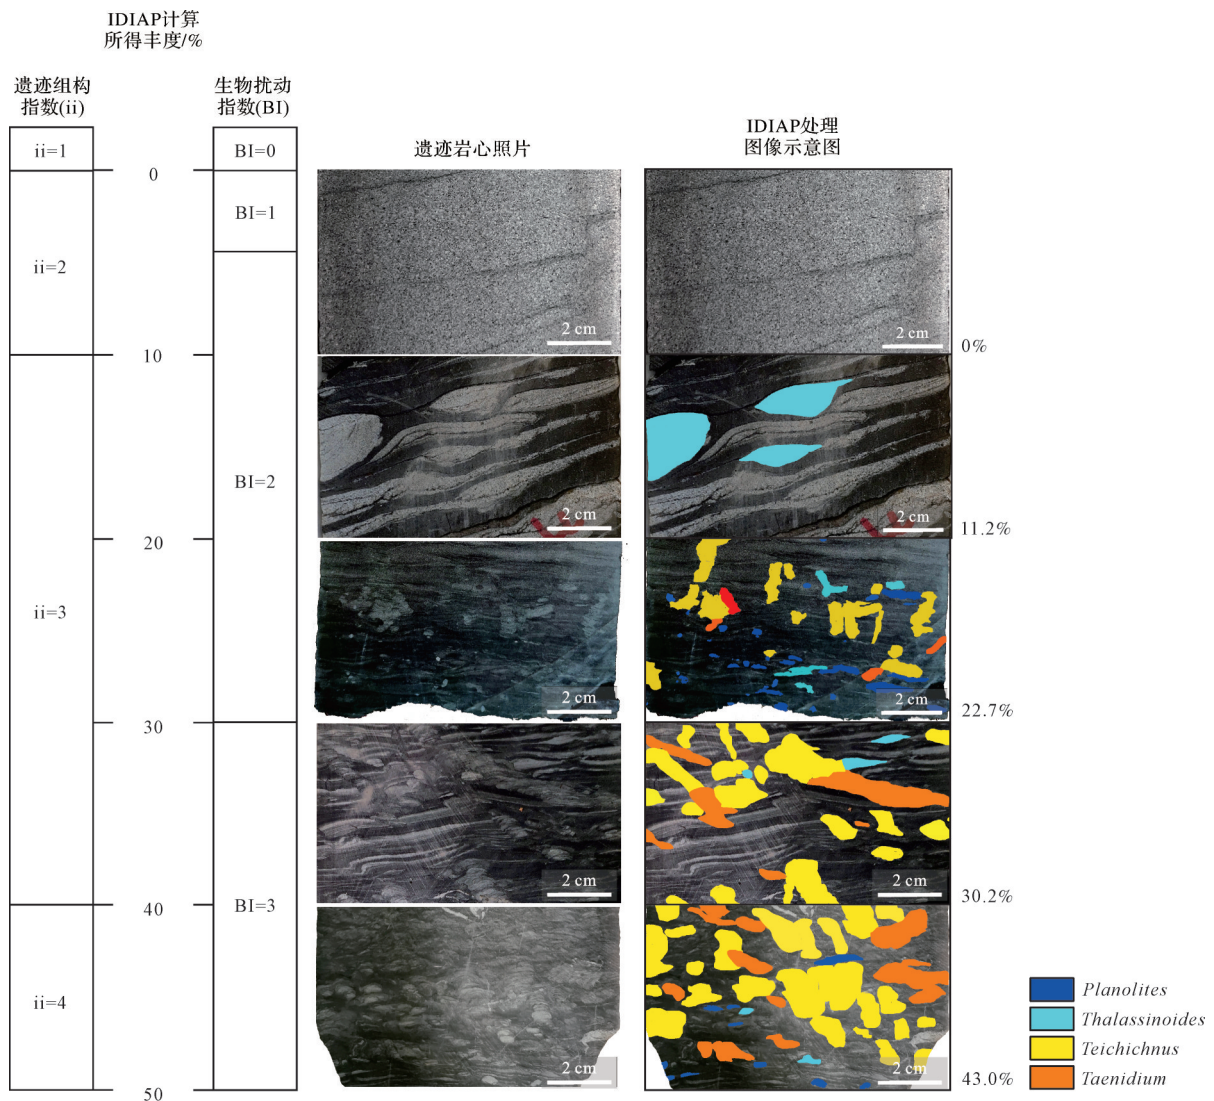 IDIAP计算
所得丰度/%
遗迹组构
指数(ii)
生物扰动
指数(BI)
遗迹岩心照片
IDIAP处理
图像示意图
ii=1
BI=0
0
BI=1
ii=2
2 cm
2 cm
0%
10
BI=2
2 cm
2 cm
11.2%
20
ii=3
2 cm
2 cm
22.7%
30
2 cm
2 cm
30.2%
40
BI=3
ii=4
2 cm
2 cm
43.0%
50
Planolites
Thalassinoides
Teichichnus
Taenidium